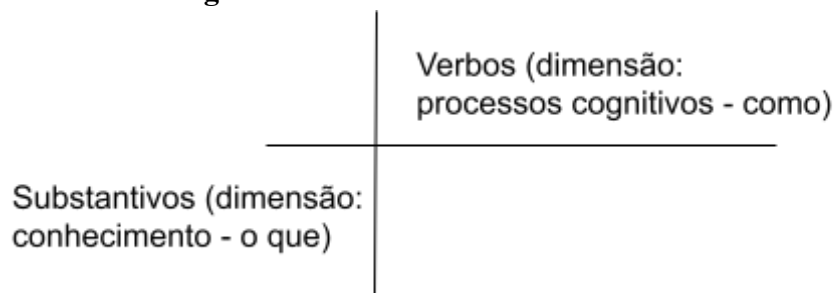 Verbos (dimensão:
processos cognitivos - como)
Substantivos (dimensão:
conhecimento - o que)